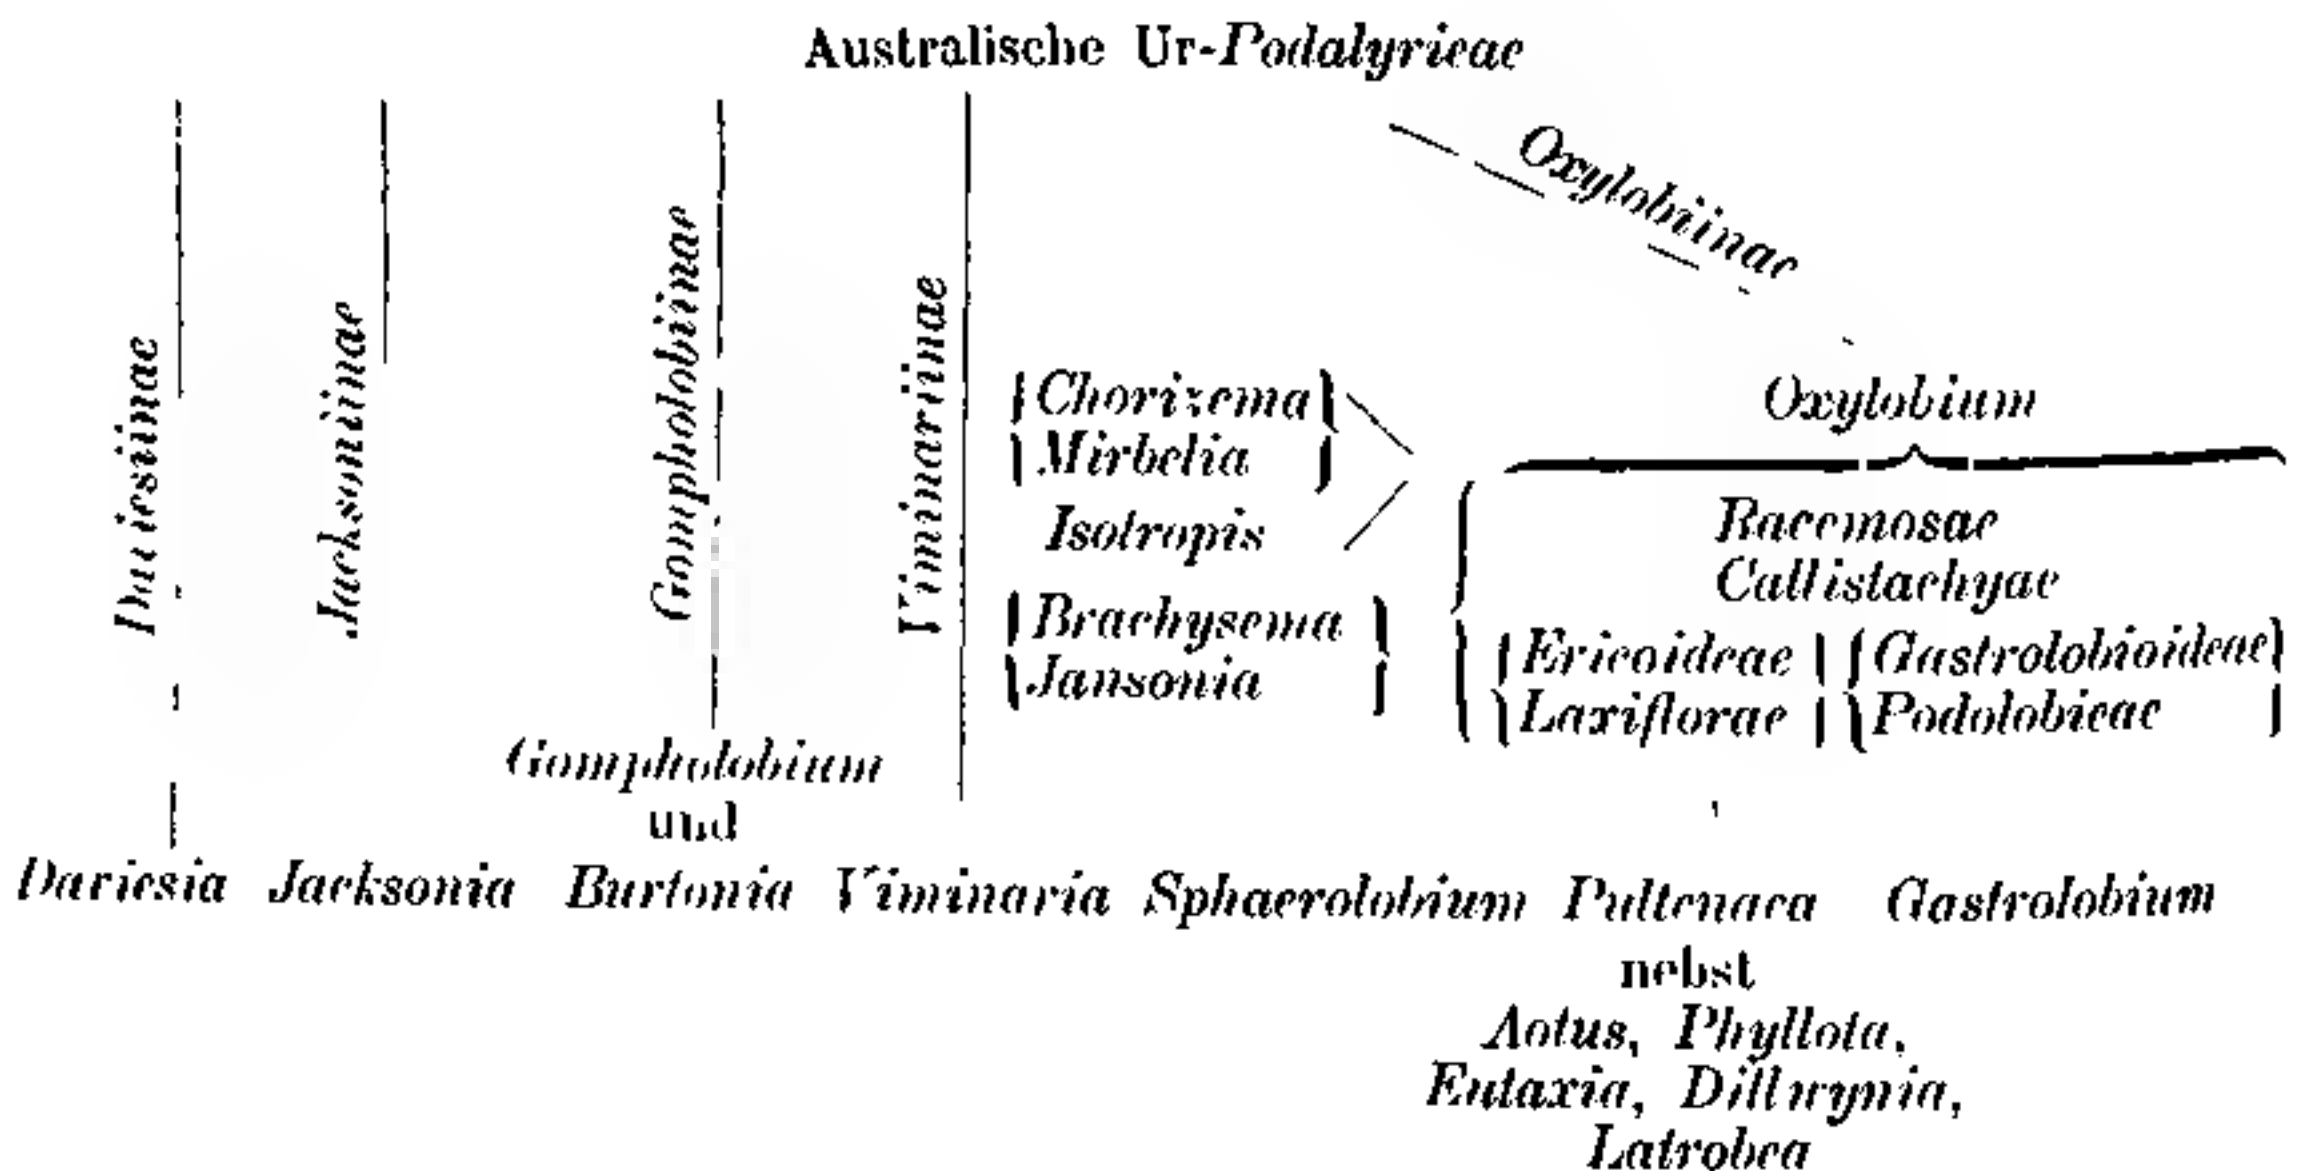 Australische Ur-Podalyrieae
Oxylobiinae
Daviesiinae
Jacksoniinae
Gompholobiinae
Viminariinae
Chorizema
Mirbelia
Isotropis
Brachysema
Jansonia
Oxylobium
Racemosae
Callistachyae
Ericoideae Gastrolobioideae
Laxiflorae Podolobieae
Gompholobium
und
Daviesia Jacksonia Burtonia Viminaria Sphaerolobium Pultenaea Gastrolobium
nebst
Aotus, Phyllota,
Eutaxia, Dillwynia,
Latrobea